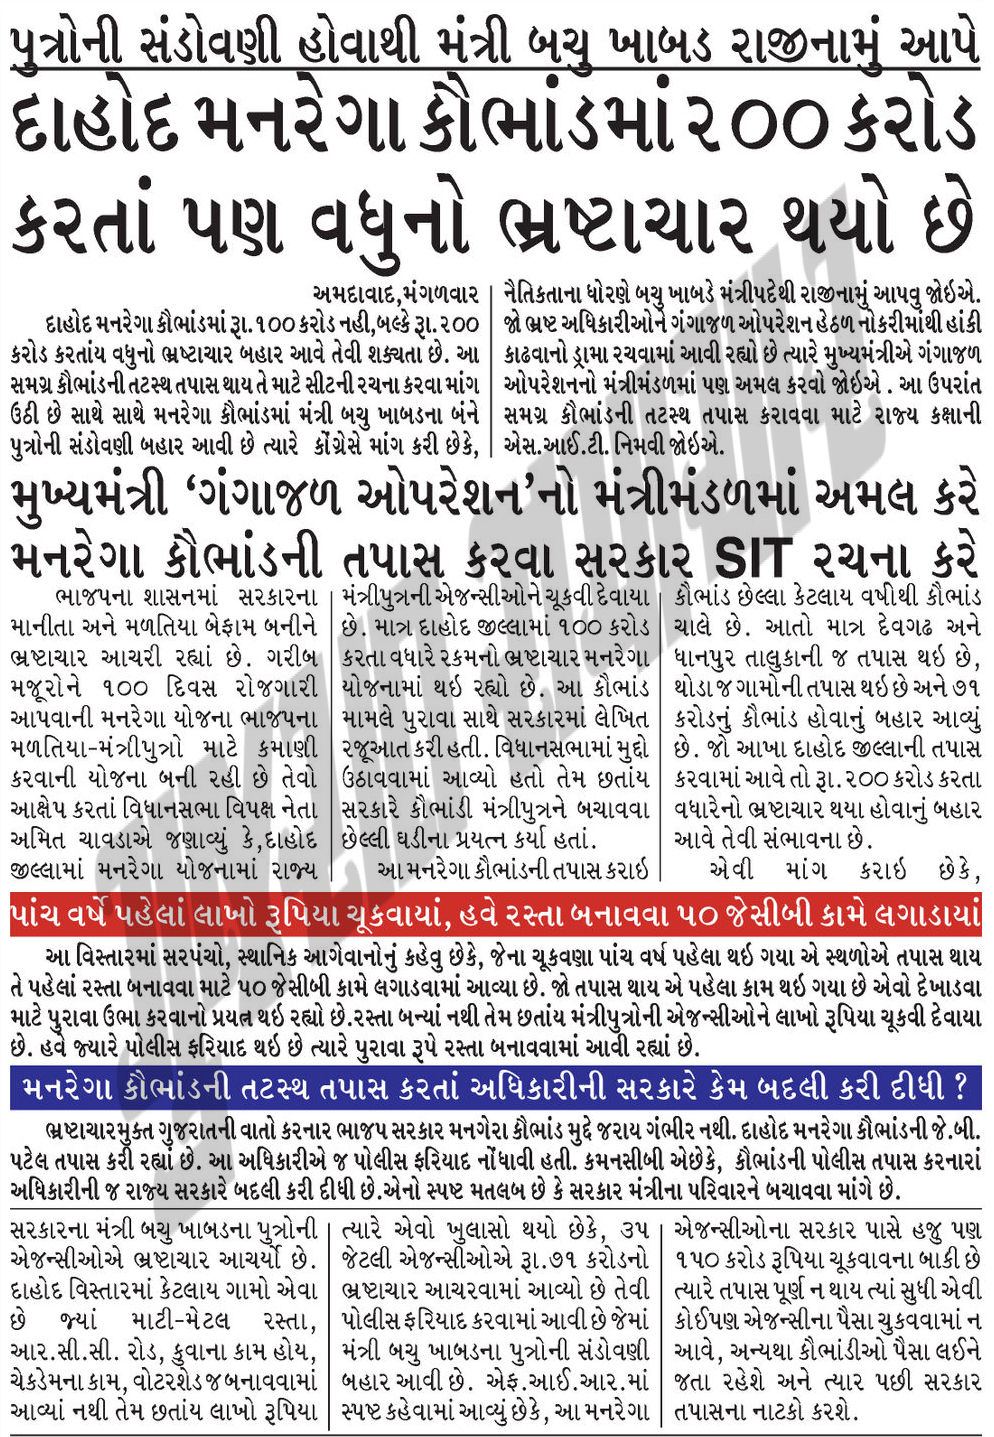 પુત્રોની સંડોવણી હોવાથી મંત્રી બચુ ખાબડ રાજીનામું આપે
દાહોદ મનરેગા કૌભાંડમાં ૨૦૦ કરોડ
કરતાં પણ વધુનો ભ્રષ્ટાચાર થયો છે
અમદાવાદ,મંગળવાર
દાહોદ મનરેગા કૌભાંડમાં રૂા.૧૦૦ કરોડ નહી,બલ્કે રૂા.૨૦૦
કરોડ કરતાંય વધુનો ભ્રષ્ટાચાર બહાર આવે તેવી શક્યતા છે. આ
સમગ્ર કૌભાંડની તટસ્થ તપાસ થાય તે માટે સીટની રચના કરવા માંગ
ઉઠી છે સાથે સાથે મનરેગા કૌભાંડમાં મંત્રી બચુ ખાબડના બંને
પુત્રોની સંડોવણી બહાર આવી છે ત્યારે કોંગ્રેસે માંગ કરી છેકે,
નૈતિકતાના ધોરણે બચુ ખાબડે મંત્રીપદેથી રાજીનામું આપવુ જોઇએ.
જો ભ્રષ્ટ અધિકારીઓને ગંગાજળ ઓપરેશન હેઠળ નોકરીમાંથી હાંકી
કાઢવાનો ડ્રામા રચવામાં આવી રહ્યો છે ત્યારે મુખ્યમંત્રીએ ગંગાજળ
ઓપરેશનનો મંત્રીમંડળમાં પણ અમલ કરવો જોઇએ . આ ઉપરાંત
સમગ્ર કૌભાંડની તટસ્થ તપાસ કરાવવા માટે રાજ્ય કક્ષાની
એસ.આઈ.ટી. નિમવી જોઇએ.
મુખ્યમંત્રી ‘ગંગાજળ ઓપરેશન’નો મંત્રીમંડળમાં અમલ કરે
મનરેગા કૌભાંડની તપાસ કરવા સરકાર SIT રચના કરે
ભાજપના શાસનમાં સરકારના
માનીતા અને મળતિયા બેફામ બનીને
ભ્રષ્ટાચાર આચરી રહ્યાં છે. ગરીબ
મજૂરોને ૧૦૦ દિવસ રોજગારી
આપવાની મનરેગા યોજના ભાજપના
મળતિયા-મંત્રીપુત્રો માટે કમાણી
કરવાની યોજના બની રહી છે તેવો
આક્ષેપ કરતાં વિધાનસભા વિપક્ષ નેતા
અમિત ચાવડાએ જણાવ્યું કે,દાહોદ
જીલ્લામાં મનરેગા યોજનામાં રાજ્ય
મંત્રીપુત્રની એજન્સીઓને ચૂકવી દેવાયા
છે. માત્ર દાહોદ જીલ્લામાં ૧૦૦ કરોડ
કરતા વધારે રકમનો ભ્રષ્ટાચાર મનરેગા
યોજનામાં થઇ રહ્યો છે. આ કૌભાંડ
મામલે પુરાવા સાથે સરકારમાં લેખિત
રજૂઆત કરી હતી. વિધાનસભામાં મુદ્દો
ઉઠાવવામાં આવ્યો હતો તેમ છતાંય
સરકારે કૌભાંડી મંત્રીપુત્રને બચાવવા
છેલ્લી ઘડીના પ્રયત્ન કર્યા હતાં.
આ મનરેગા કૌભાંડની તપાસ કરાઇ
કૌભાંડ છેલ્લા કેટલાય વર્ષોથી કૌભાંડ
ચાલે છે. આતો માત્ર દેવગઢ અને
ધાનપુર તાલુકાની જ તપાસ થઇ છે,
થોડા જ ગામોની તપાસ થઇ છે અને ૭૧
કરોડનું કૌભાંડ હોવાનું બહાર આવ્યું
છે. જો આખા દાહોદ જીલ્લાની તપાસ
કરવામાં આવે તો રૂા.૨૦૦ કરોડ કરતા
વધારેનો ભ્રષ્ટાચાર થયા હોવાનું બહાર
આવે તેવી સંભાવના છે.
એવી માંગ કરાઇ છેકે,
પાંચ વર્ષે પહેલાં લાખો રૂપિયા ચૂકવાયાં, હવે રસ્તા બનાવવા ૫૦ જેસીબી કામે લગાડાયાં
આ વિસ્તારમાં સરપંચો, સ્થાનિક આગેવાનોનું કહેવુ છેકે, જેના ચૂકવણા પાંચ વર્ષ પહેલા થઇ ગયા એ સ્થળોએ તપાસ થાય
તે પહેલાં રસ્તા બનાવવા માટે ૫૦ જેસીબી કામે લગાડવામાં આવ્યા છે. જો તપાસ થાય એ પહેલા કામ થઇ ગયા છે એવો દેખાડવા
માટે પુરાવા ઉભા કરવાનો પ્રયત્ન થઇ રહ્યો છે.રસ્તા બન્યાં નથી તેમ છતાંય મંત્રીપુત્રોની એજન્સીઓને લાખો રૂપિયા ચૂકવી દેવાયા
છે. હવે જ્યારે પોલીસ ફરિયાદ થઇ છે ત્યારે પુરાવા રૂપે રસ્તા બનાવવામાં આવી રહ્યાં છે.
મનરેગા કૌભાંડની તટસ્થ તપાસ કરતાં અધિકારીની સરકારે કેમ બદલી કરી દીધી ?
ભ્રષ્ટાચારમુક્ત ગુજરાતની વાતો કરનાર ભાજપ સરકાર મનગેરા કૌભાંડ મુદ્દે જરાય ગંભીર નથી. દાહોદ મનરેગા કૌભાંડની જે.બી.
પટેલ તપાસ કરી રહ્યાં છે. આ અધિકારીએ જ પોલીસ ફરિયાદ નોંધાવી હતી. કમનસીબી એછેકે, કૌભાંડની પોલીસ તપાસ કરનારાં
અધિકારીની જ રાજ્ય સરકારે બદલી કરી દીધી છે.એનો સ્પષ્ટ મતલબ છે કે સરકાર મંત્રીના પરિવારને બચાવવા માંગે છે.
સરકારના મંત્રી બચુ ખાબડના પુત્રોની
એજન્સીઓએ ભ્રષ્ટાચાર આચર્યો છે.
દાહોદ વિસ્તારમાં કેટલાય ગામો એવા
છે જ્યાં માટી-મેટલ રસ્તા,
આર.સી.સી. રોડ, કુવાના કામ હોય,
ચેકડેમના કામ, વોટરશેડ જ બનાવવામાં
આવ્યાં નથી તેમ છતાંય લાખો રૂપિયા
ત્યારે એવો ખુલાસો થયો છેકે, ૩૫
જેટલી એજન્સીઓએ રૂા.૭૧ કરોડનો
ભ્રષ્ટાચાર આચરવામાં આવ્યો છે તેવી
પોલીસ ફરિયાદ કરવામાં આવી છે જેમાં
મંત્રી બચુ ખાબડના પુત્રોની સંડોવણી
બહાર આવી છે. એફ.આઈ.આર.માં
સ્પષ્ટ કહેવામાં આવ્યું છેકે, આ મનરેગા
એજન્સીઓના સરકાર પાસે હજુ પણ
૧૫૦ કરોડ રૂપિયા ચૂકવાવના બાકી છે
ત્યારે તપાસ પૂર્ણ ન થાય ત્યાં સુધી એવી
કોઈપણ એજન્સીના પૈસા ચુકવવામાં ન
આવે, અન્યથા કૌભાંડીઓ પૈસા લઈને
જતા રહેશે અને ત્યાર પછી સરકાર
તપાસના નાટકો કરશે.